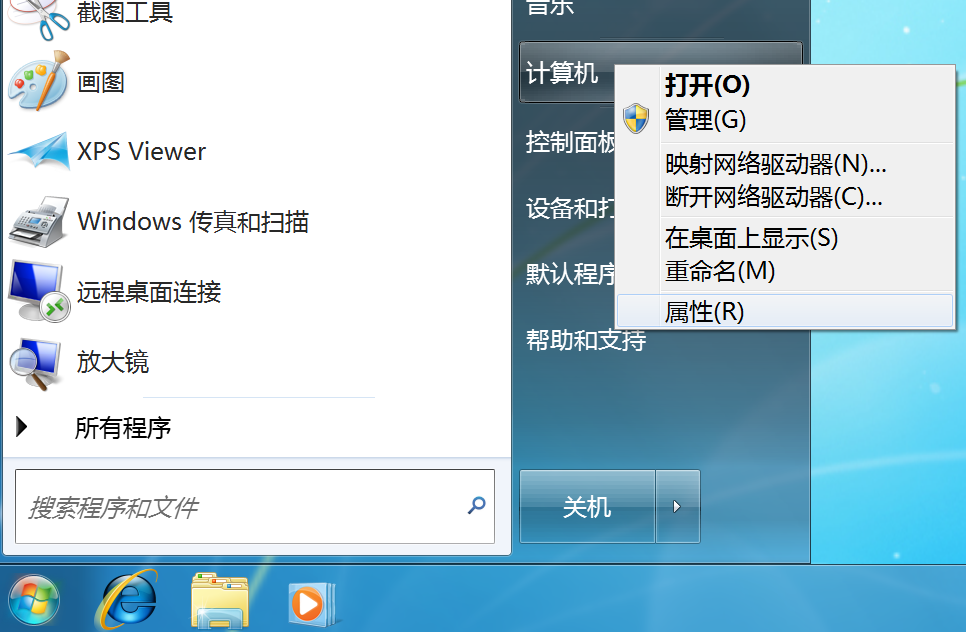 截图工具
画图
XPS Viewer
Windows 传真和扫描
远程桌面连接
放大镜
所有程序
搜索程序和文件
音乐
计算机
控制面板
设备和打
默认程序
帮助和支持
关机
打开(O)
管理(G)
映射网络驱动器(N)...
断开网络驱动器(C)...
在桌面上显示(S)
重命名(M)
属性(R)